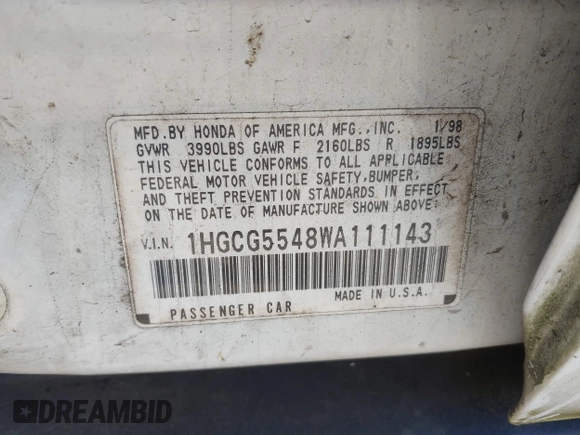 MFD.BY HONDA OF AMERICA MFG.,INC. 1/98
GVWR 3990LBS GAWR F 2160LBS R 1895LBS
THIS VEHICLE CONFORMS TO ALL APPLICABLE
FEDERAL MOTOR VEHICLE SAFETY,BUMPER,
AND THEFT PREVENTION STANDARDS IN EFFECT
ON THE DATE OF MANUFACTURE SHOWN ABOVE.
V.I.N. 1HGCG5548WA111143
PASSENGER CAR MADE IN U.S.A.
DREAMBID